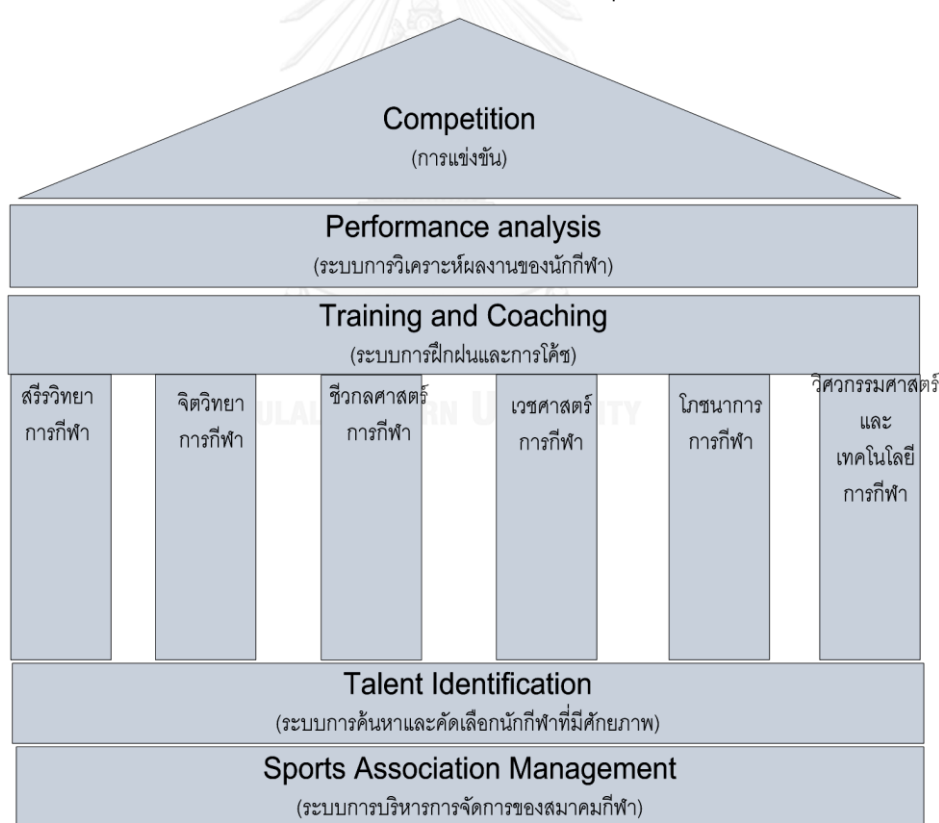 Competition
(การแข่งขัน)
Performance analysis
(ระบบการวิเคราะห์ผลงานของนักกีฬา)
Training and Coaching
(ระบบการฝึกฝนและการโค้ช)
สรีรวิทยา
การกีฬา
จิตวิทยา
การกีฬา
ชีวกลศาสตร์
การกีฬา
เวชศาสตร์
การกีฬา
โภชนาการ
การกีฬา
วิศวกรรมศาสตร์
และ
เทคโนโลยี
การกีฬา
Talent Identification
(ระบบการค้นหาและคัดเลือกนักกีฬาที่มีศักยภาพ)
Sports Association Management
(ระบบการบริหารการจัดการของสมาคมกีฬา)